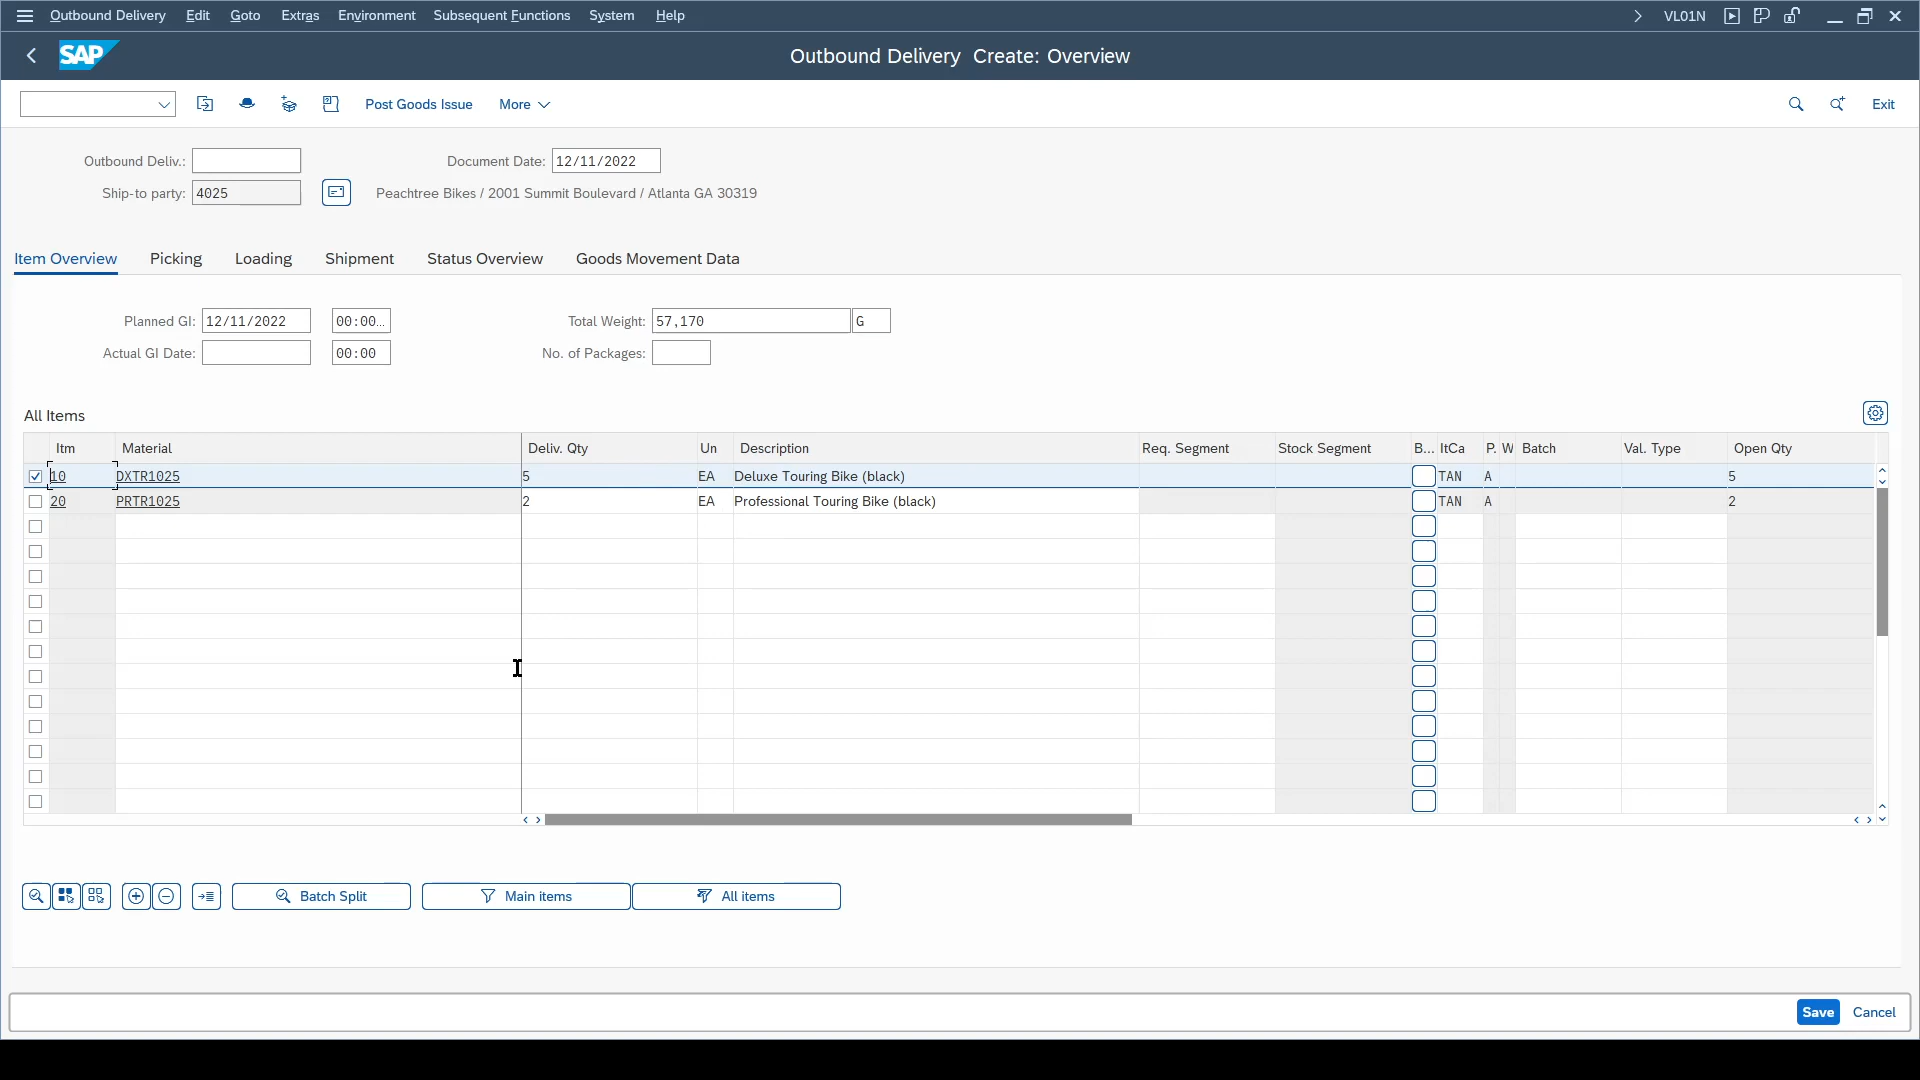 Outbound Delivery Edit Goto Extras Environment Subsequent Functions System Help VL01N
SAP Outbound Delivery Create: Overview
Post Goods Issue More Exit
Outbound Deliv.: Document Date: 12/11/2022
Ship-to party: 4025 Peachtree Bikes / 2001 Summit Boulevard / Atlanta GA 30319
Item Overview Picking Loading Shipment Status Overview Goods Movement Data
Planned GI: 12/11/2022 00:00… Total Weight: 57,170 G
Actual GI Date: 00:00 No. of Packages:
All Items
Itm Material Deliv. Qty Un Description Req. Segment Stock Segment B... ItCa P. W Batch Val. Type Open Qty
10 DXTR1025 5 EA Deluxe Touring Bike (black) TAN A 5
20 PRTR1025 2 EA Professional Touring Bike (black) TAN A 2
Batch Split Main items All items
Save Cancel